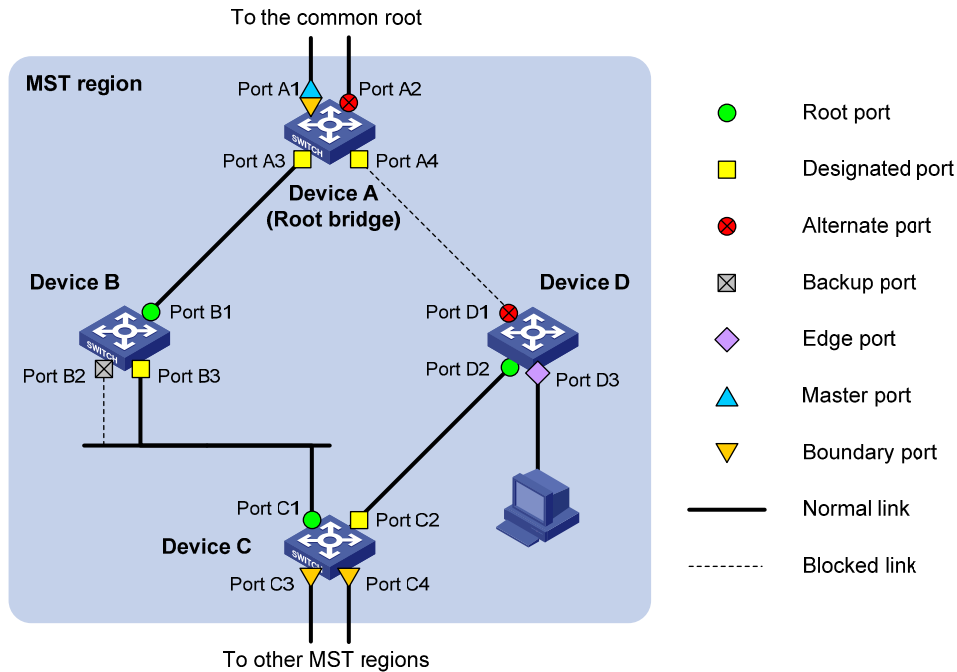 To the common root
MST region
Port A1
Port A2
SWITCH
Port A3
Port A4
Device A
(Root bridge)
Device B
Port B1
SWITCH
Port B2
Port B3
Device D
Port D1
Port D2
Port D3
Port C1
Port C2
Device C
SWITCH
Port C3
Port C4
To other MST regions
Root port
Designated port
Alternate port
Backup port
Edge port
Master port
Boundary port
Normal link
Blocked link